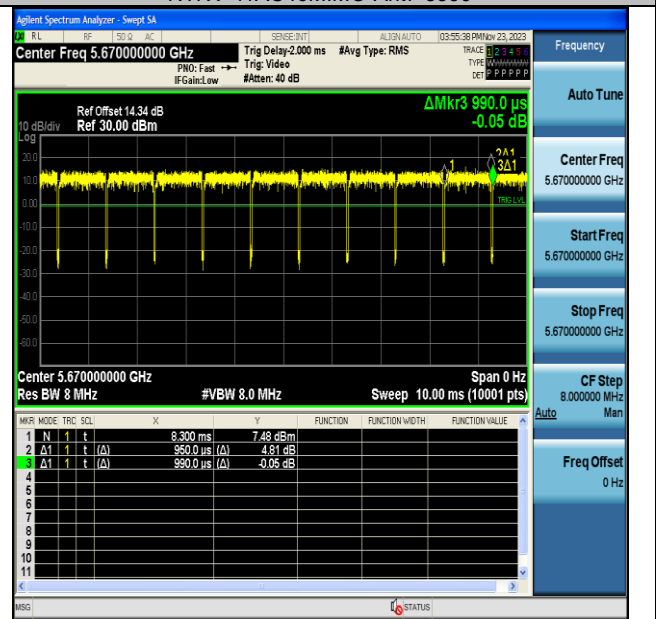 Agilent Spectrum Analyzer - Swept SA
RL RF 50 Ω AC SENSE:INT ALIGN AUTO 03:55:38 PM Nov 23, 2023
Center Freq 5.670000000 GHz
PNO: Fast
IFGain:Low
Trig Delay-2.000 ms
Trig: Video
#Atten: 40 dB
#Avg Type: RMS
TRACE 1 2 3 4 5 6
TYPE
DET P P P P P P
Frequency
Auto Tune
Center Freq
5.670000000 GHz
Start Freq
5.670000000 GHz
Stop Freq
5.670000000 GHz
CF Step
8.000000 MHz
Auto Man
Freq Offset
0 Hz
Ref Offset 14.34 dB
10 dB/div Ref 30.00 dBm
Log
ΔMkr3 990.0 µs
-0.05 dB
20.0
10.0
0.00
-10.0
-20.0
-30.0
-40.0
-50.0
-60.0
1
2Δ1
3Δ1
TRIG LVL
Center 5.670000000 GHz Span 0 Hz
Res BW 8 MHz #VBW 8.0 MHz Sweep 10.00 ms (10001 pts)
MKR MODE TRC SCL X Y FUNCTION FUNCTION WIDTH FUNCTION VALUE
1 N 1 t 8.300 ms 7.48 dBm
2 Δ1 1 t (Δ) 950.0 µs (Δ) 4.81 dB
3 Δ1 1 t (Δ) 990.0 µs (Δ) -0.05 dB
4
5
6
7
8
9
10
11
MSG STATUS